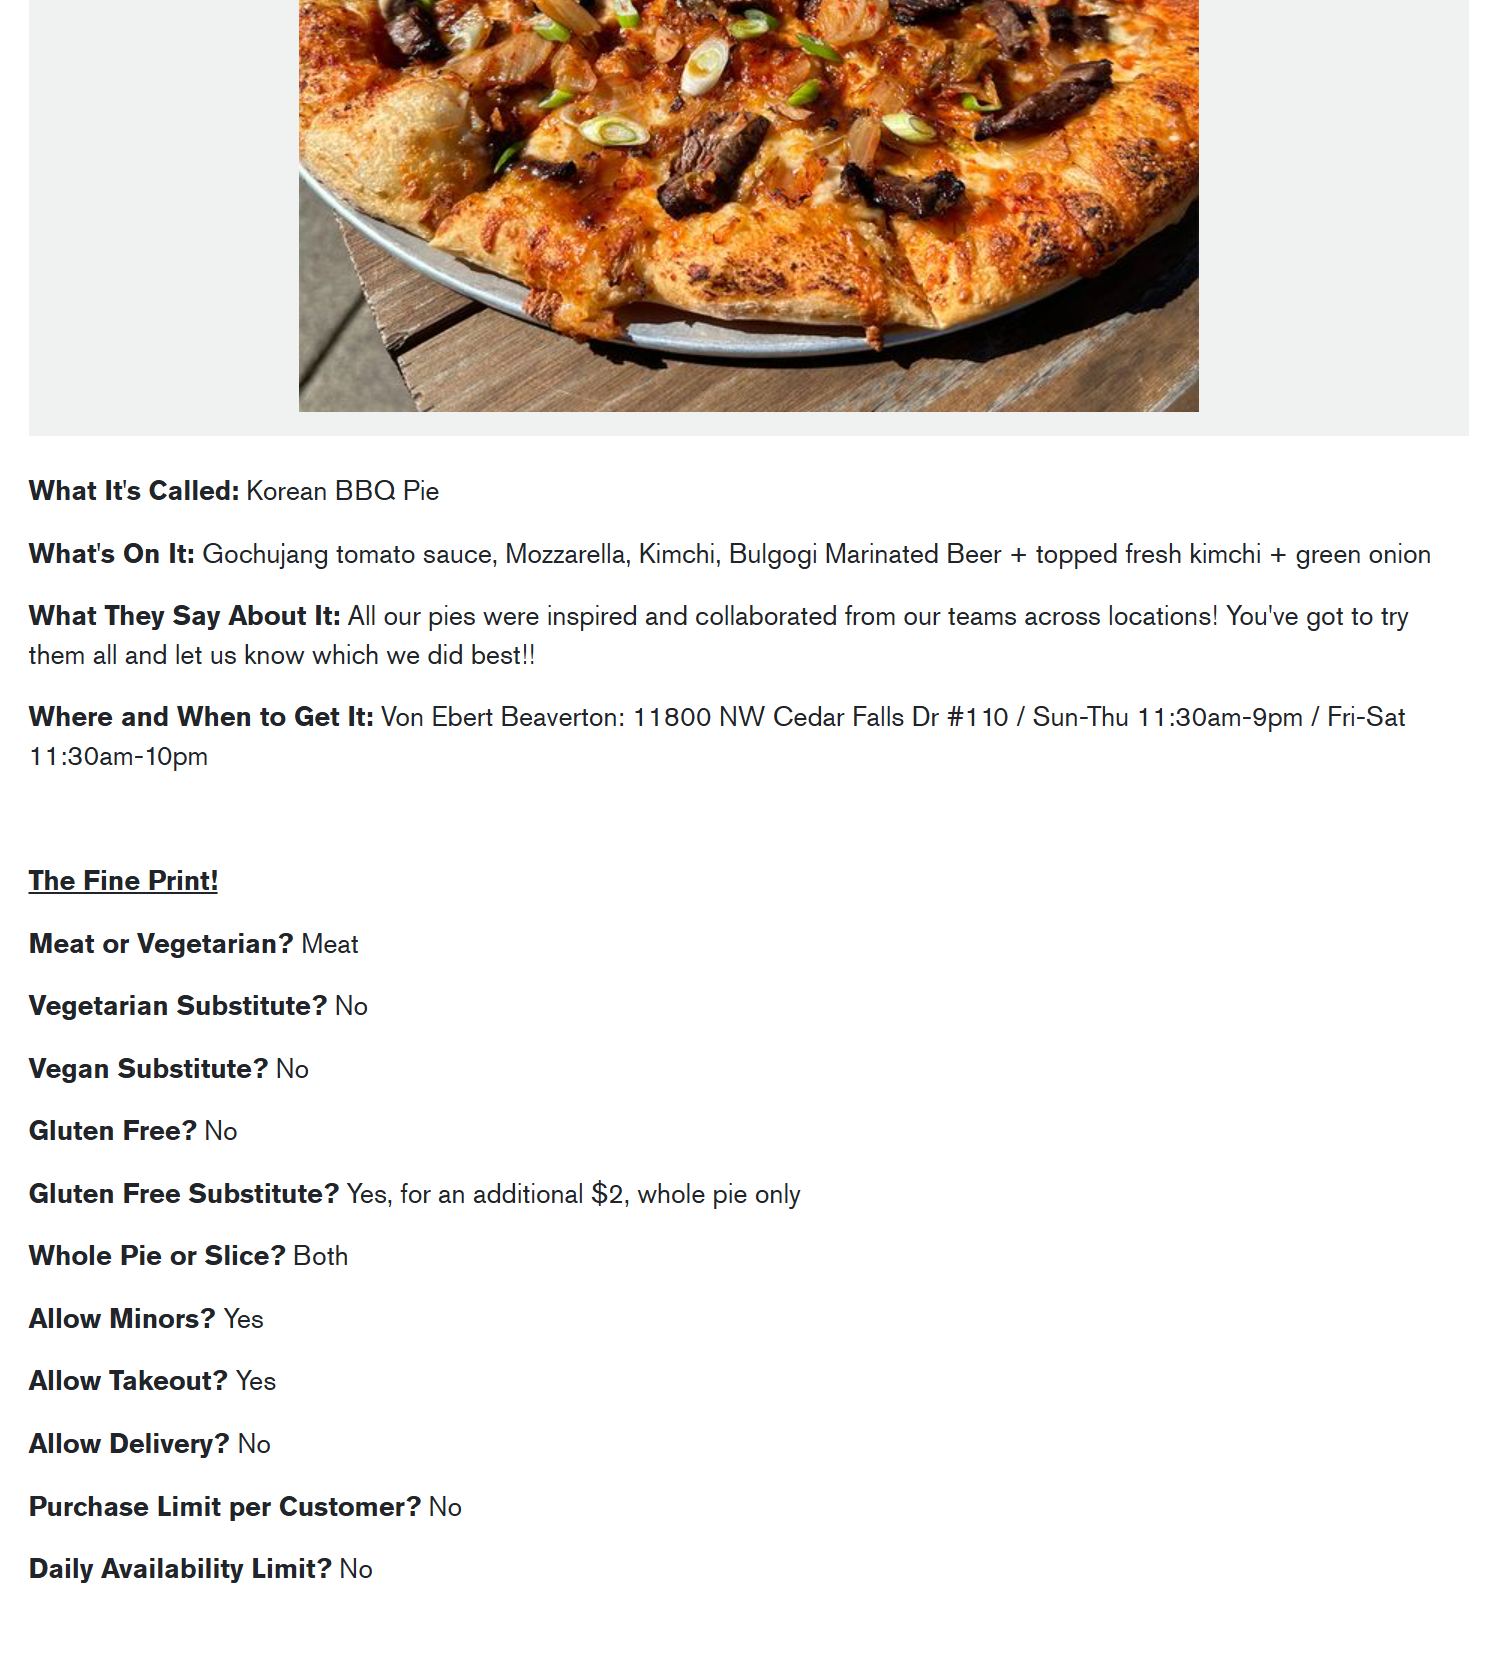 What It's Called: Korean BBQ Pie
What's On It: Gochujang tomato sauce, Mozzarella, Kimchi, Bulgogi Marinated Beer + topped fresh kimchi + green onion
What They Say About It: All our pies were inspired and collaborated from our teams across locations! You've got to try
them all and let us know which we did best!!
Where and When to Get It: Von Ebert Beaverton: 11800 NW Cedar Falls Dr #110 / Sun-Thu 11:30am-9pm / Fri-Sat
11:30am-10pm
The Fine Print!
Meat or Vegetarian? Meat
Vegetarian Substitute? No
Vegan Substitute? No
Gluten Free? No
Gluten Free Substitute? Yes, for an additional $2, whole pie only
Whole Pie or Slice? Both
Allow Minors? Yes
Allow Takeout? Yes
Allow Delivery? No
Purchase Limit per Customer? No
Daily Availability Limit? No